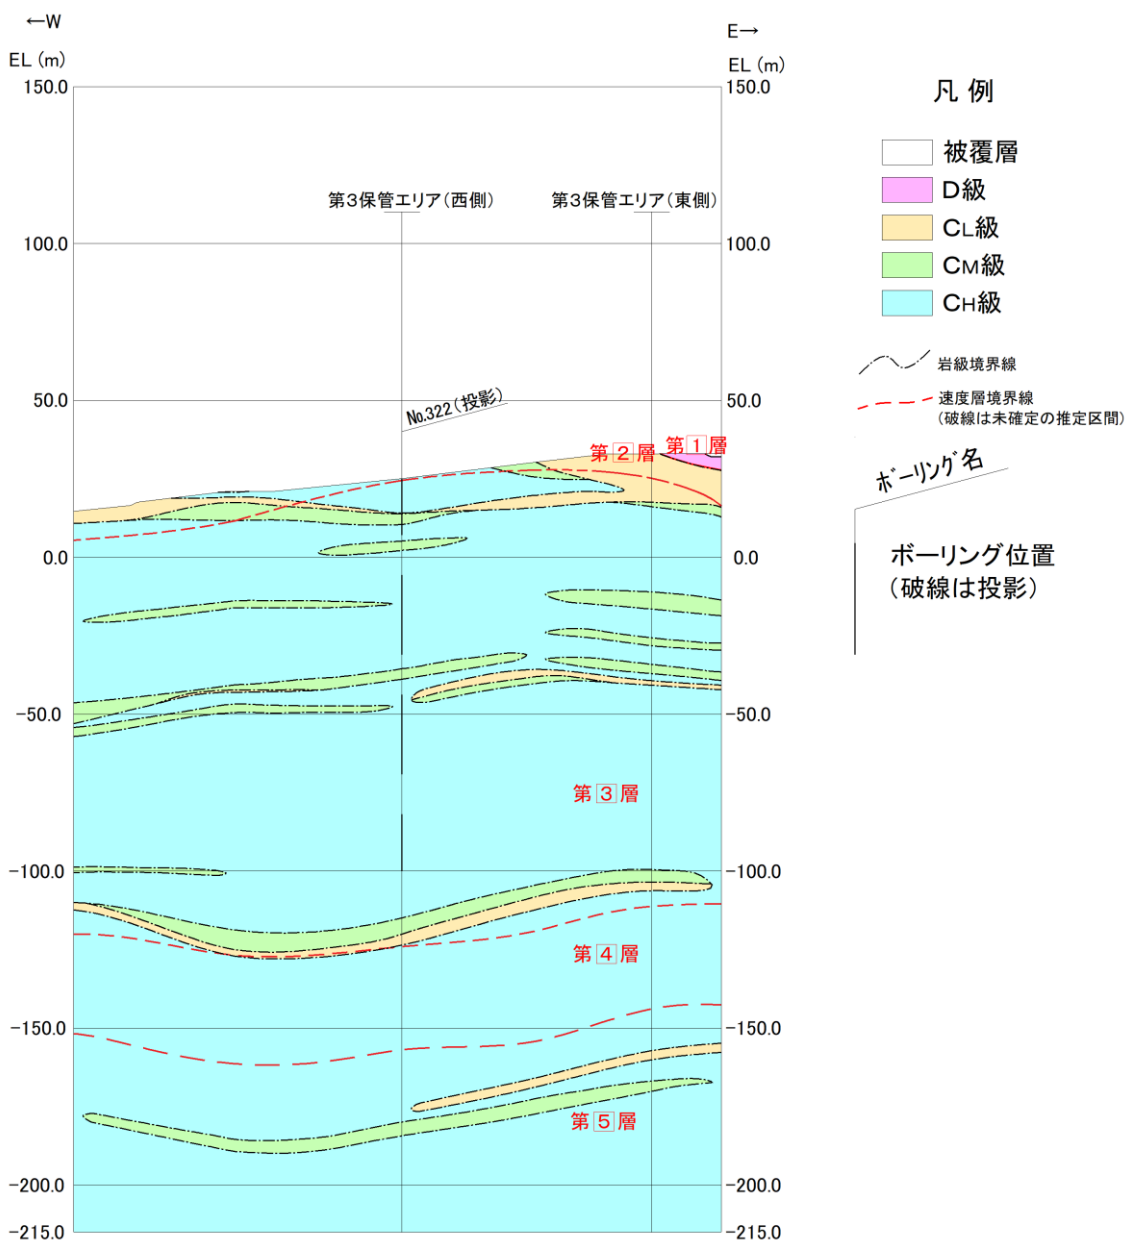 ←W
E→
EL (m)
EL (m)
150.0
150.0
凡 例
被覆層
D級
CL級
CM級
CH級
岩級境界線
速度層境界線
(破線は未確定の推定区間)
ボーリング名
ボーリング位置
(破線は投影)
第3保管エリア(西側)
第3保管エリア(東側)
100.0
100.0
50.0
50.0
№322(投影)
第1層
第2層
0.0
0.0
-50.0
-50.0
第3層
-100.0
-100.0
第4層
-150.0
-150.0
第5層
-200.0
-200.0
-215.0
-215.0